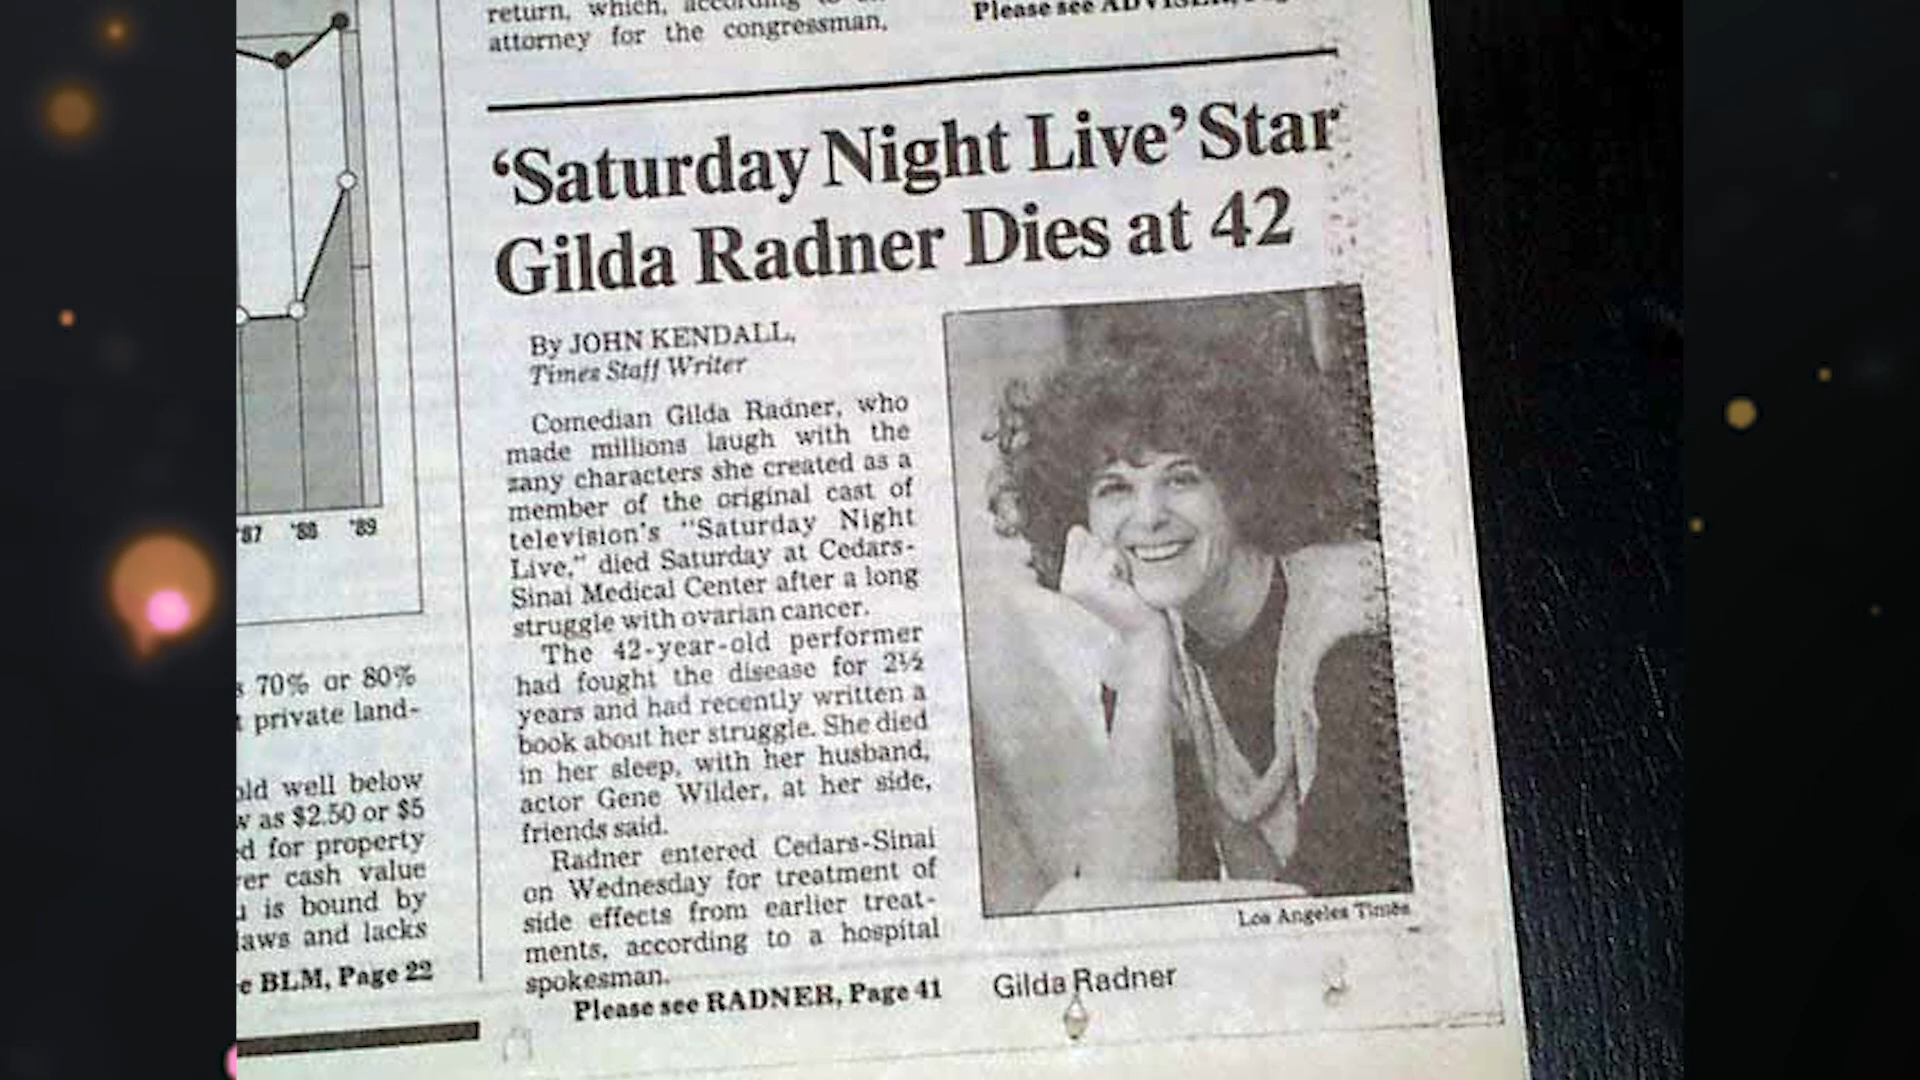 return, which,
attorney for the congressman,
Please see ADVISER,
'Saturday Night Live' Star
Gilda Radner Dies at 42
By JOHN KENDALL,
Times Staff Writer
Comedian Gilda Radner, who
made millions laugh with the
zany characters she created as a
member of the original cast of
television's "Saturday Night
Live," died Saturday at Cedars-
Sinai Medical Center after a long
struggle with ovarian cancer.
The 42-year-old performer
had fought the disease for 2½
years and had recently written a
book about her struggle. She died
in her sleep, with her husband,
actor Gene Wilder, at her side,
friends said.
Radner entered Cedars-Sinai
on Wednesday for treatment of
side effects from earlier treat-
ments, according to a hospital
spokesman.
Please see RADNER, Page 41
Los Angeles Times
Gilda Radner
'87 '88 '89
70% or 80%
private land-
well below
as $2.50 or $5
for property
cash value
is bound by
and lacks
BLM, Page 22